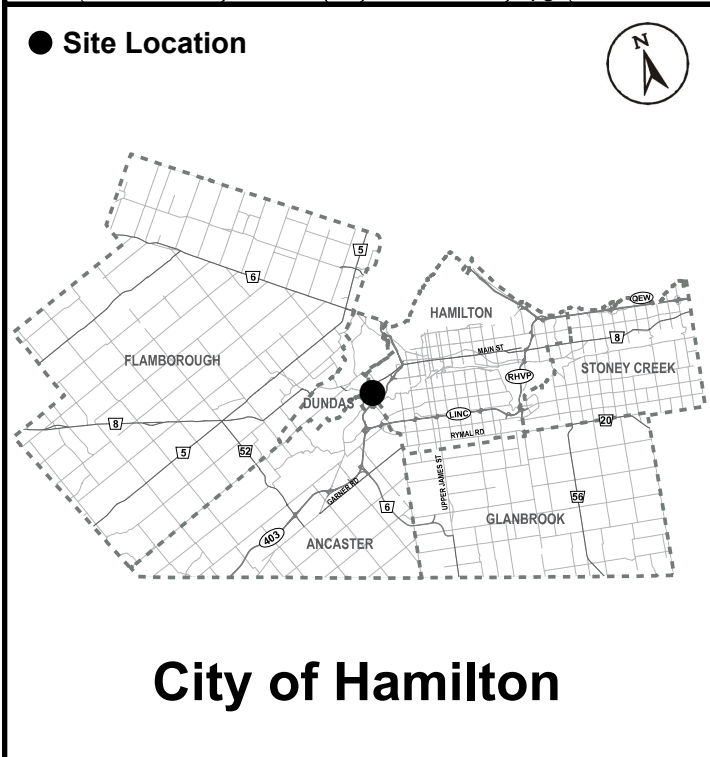 Site Location
N
5
6
HAMILTON
QEW
MAIN ST
8
FLAMBOROUGH
STONEY CREEK
RHVP
DUNDAS
LINC
8
20
RYMAL RD
5
52
UPPER JAMES ST
GARNER RD
56
6
GLANBROOK
403
ANCASTER
City of Hamilton